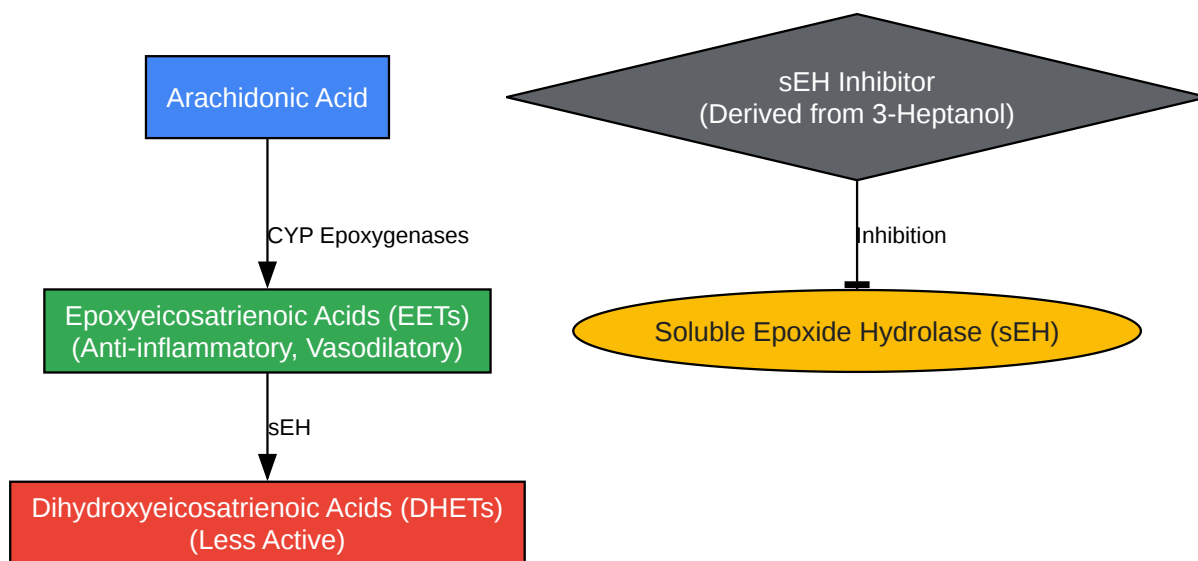 Arachidonic Acid
sEH Inhibitor
(Derived from 3-Heptanol)
CYP Epoxygenases
Inhibition
Epoxyeicosatrienoic Acids (EETs)
(Anti-inflammatory, Vasodilatory)
Soluble Epoxide Hydrolase (sEH)
sEH
Dihydroxyeicosatrienoic Acids (DHETs)
(Less Active)